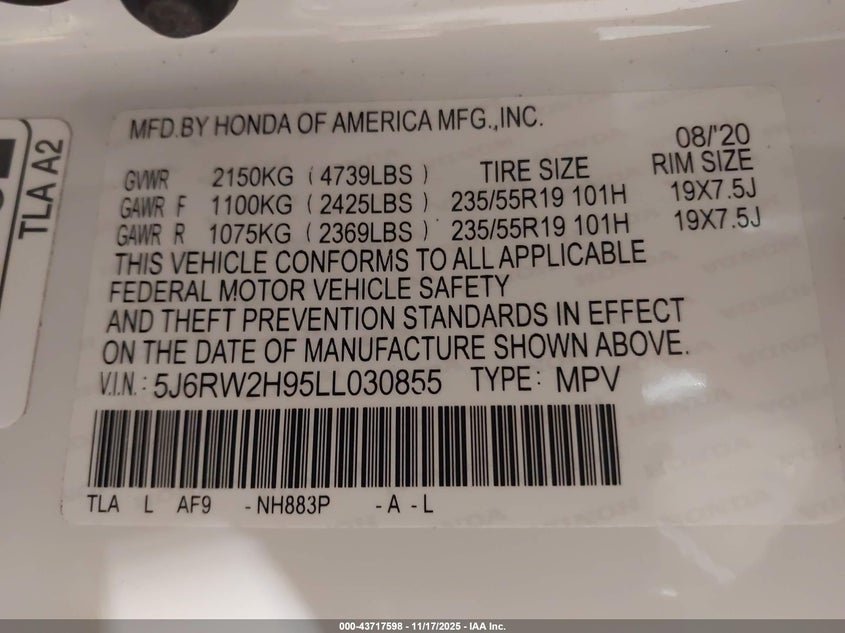 MFD.BY HONDA OF AMERICA MFG.,INC.
08/'20
GVWR 2150KG ( 4739LBS ) TIRE SIZE RIM SIZE
GAWR F 1100KG ( 2425LBS ) 235/55R19 101H 19X7.5J
GAWR R 1075KG ( 2369LBS ) 235/55R19 101H 19X7.5J
THIS VEHICLE CONFORMS TO ALL APPLICABLE
FEDERAL MOTOR VEHICLE SAFETY
AND THEFT PREVENTION STANDARDS IN EFFECT
ON THE DATE OF MANUFACTURE SHOWN ABOVE.
V.I.N.: 5J6RW2H95LL030855 TYPE: MPV
TLA L AF9 -NH883P -A -L
TLA A2
000-43717598 - 11/17/2025 - IAA Inc.